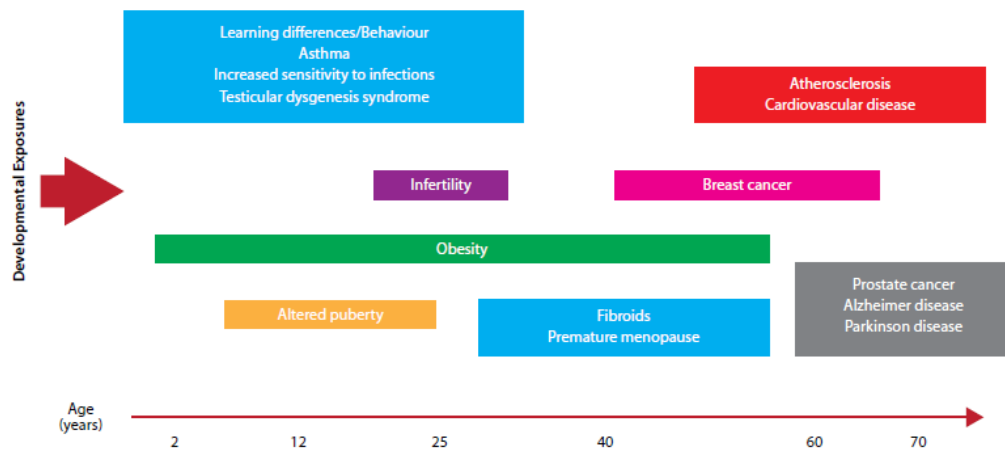 Developmental Exposures
Learning differences/Behaviour
Asthma
Increased sensitivity to infections
Testicular dysgenesis syndrome
Atherosclerosis
Cardiovascular disease
Infertility
Breast cancer
Obesity
Altered puberty
Fibroids
Premature menopause
Prostate cancer
Alzheimer disease
Parkinson disease
Age
(years)
2 12 25 40 60 70